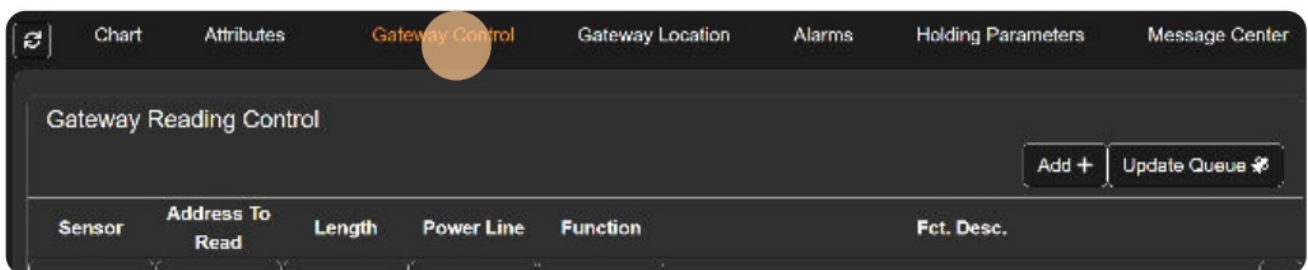 Chart Attributes Gateway Control Gateway Location Alarms Holding Parameters Message Center
Gateway Reading Control
Add + Update Queue
Sensor Address To Read Length Power Line Function Fct. Desc.